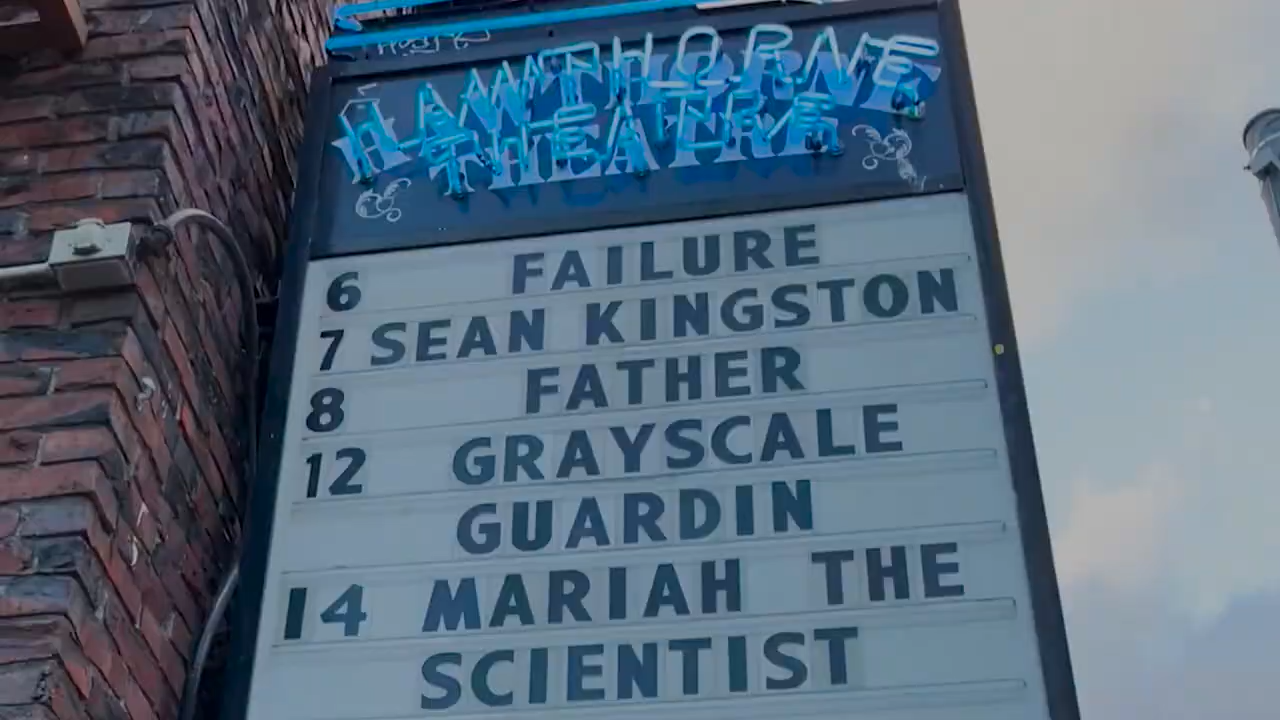 HAWTHORNE
THEATRE
6 FAILURE
7 SEAN KINGSTON
8 FATHER
12 GRAYSCALE
GUARDIN
14 MARIAH THE
SCIENTIST